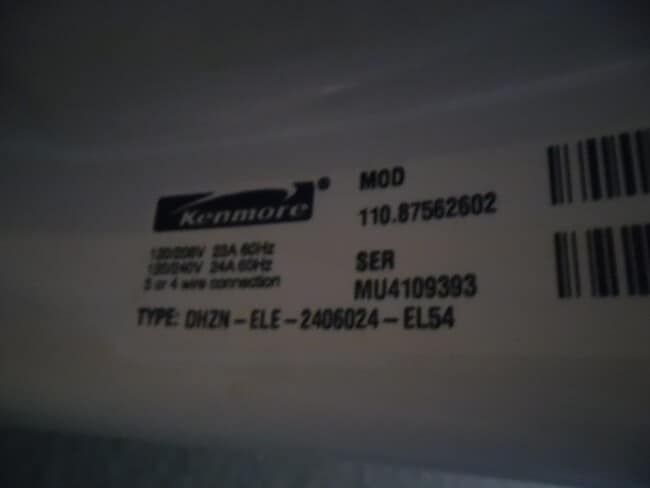 Kenmore®
MOD
110.87562602
120/208V 23A 60Hz
120/240V 24A 60Hz
3 or 4 wire connection
SER
MU4109393
TYPE: DHZN-ELE-2406024-EL54